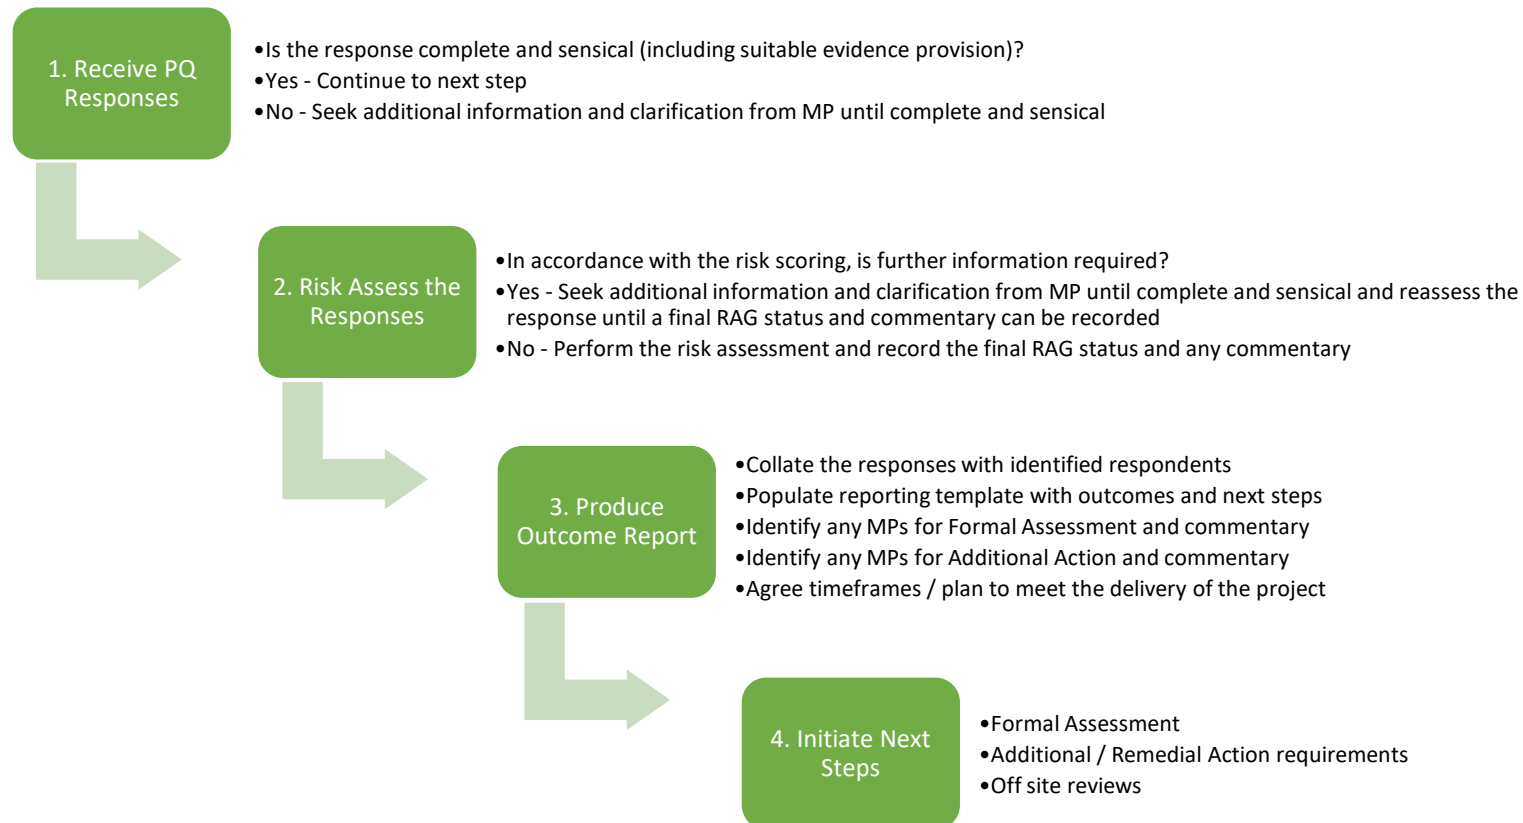 1. Receive PQ
Responses
•Is the response complete and sensical (including suitable evidence provision)?
•Yes - Continue to next step
•No - Seek additional information and clarification from MP until complete and sensical
2. Risk Assess the
Responses
•In accordance with the risk scoring, is further information required?
•Yes - Seek additional information and clarification from MP until complete and sensical and reassess the
response until a final RAG status and commentary can be recorded
•No - Perform the risk assessment and record the final RAG status and any commentary
3. Produce
Outcome Report
•Collate the responses with identified respondents
•Populate reporting template with outcomes and next steps
•Identify any MPs for Formal Assessment and commentary
•Identify any MPs for Additional Action and commentary
•Agree timeframes / plan to meet the delivery of the project
4. Initiate Next
Steps
•Formal Assessment
•Additional / Remedial Action requirements
•Off site reviews